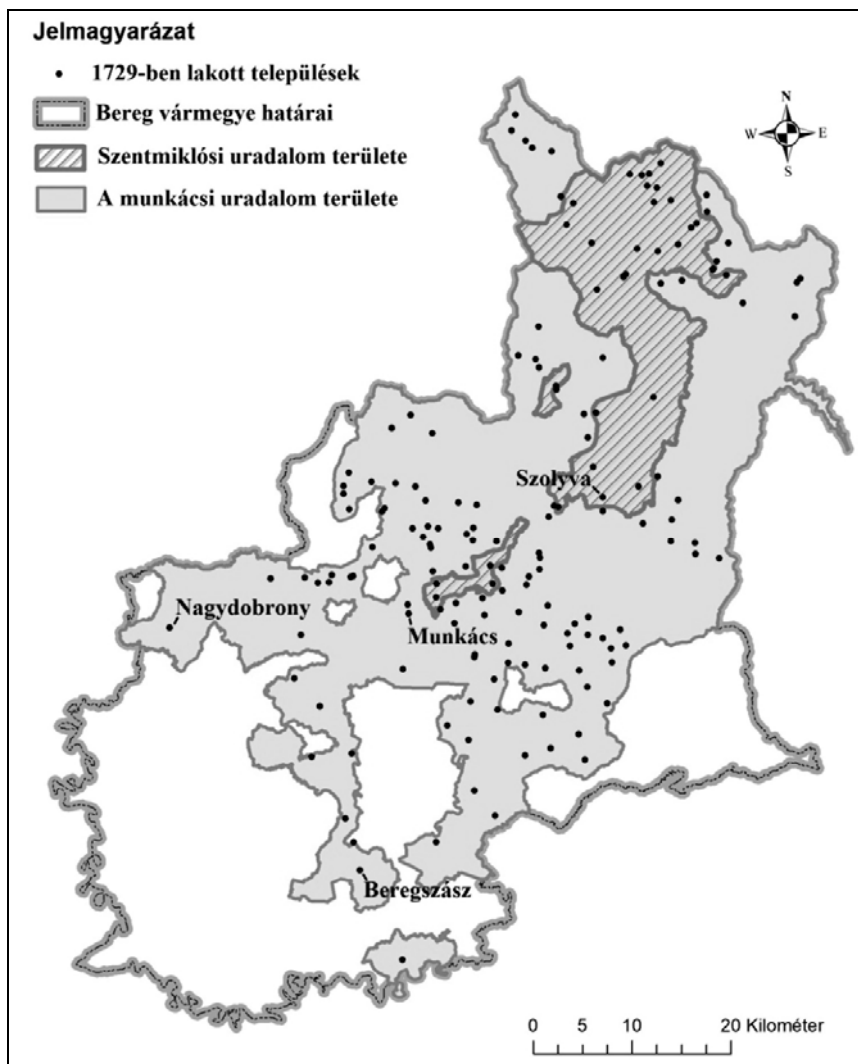 Jelmagyarázat
1729-ben lakott települések
Bereg vármegye határai
Szentmiklósi uradalom területe
A munkácsi uradalom területe
N
W E
S
Szolyva
Nagydobrony
Munkács
Beregszász
0 5 10 20 Kilométer